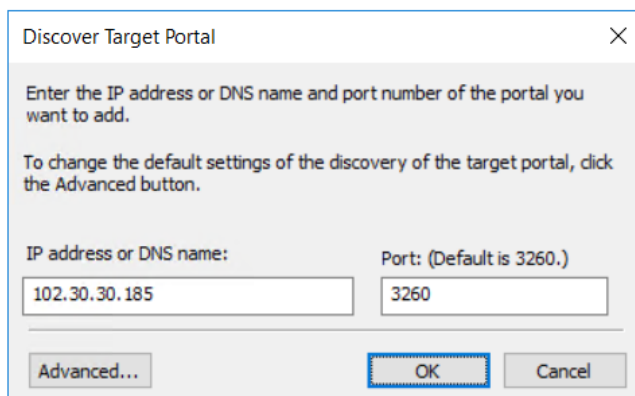 Discover Target Portal
Enter the IP address or DNS name and port number of the portal you
want to add.
To change the default settings of the discovery of the target portal, click
the Advanced button.
IP address or DNS name:
Port: (Default is 3260.)
102.30.30.185
3260
Advanced...
OK
Cancel